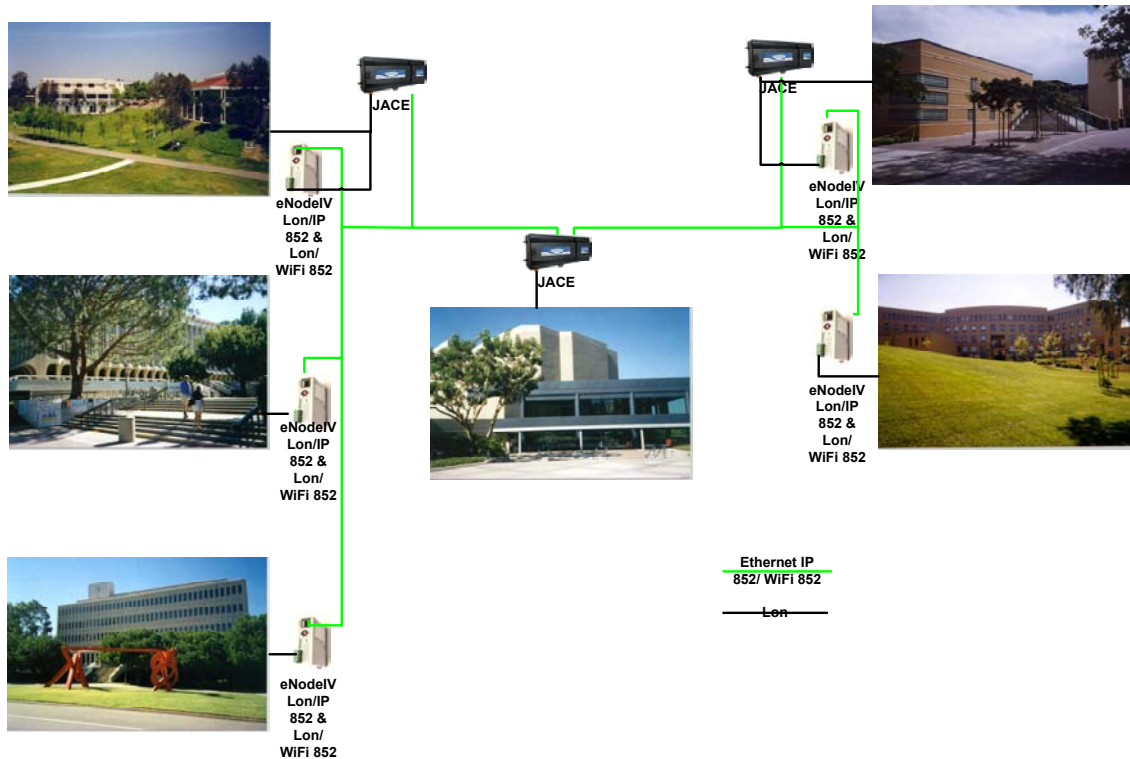 JACE
JACE
eNodeIV
Lon/IP
852 &
Lon/
WiFi 852
eNodeIV
Lon/IP
852 &
Lon/
WiFi 852
JACE
eNodeIV
Lon/IP
852 &
Lon/
WiFi 852
eNodeIV
Lon/IP
852 &
Lon/
WiFi 852
Ethernet IP
852/ WiFi 852
Lon
eNodeIV
Lon/IP
852 &
Lon/
WiFi 852